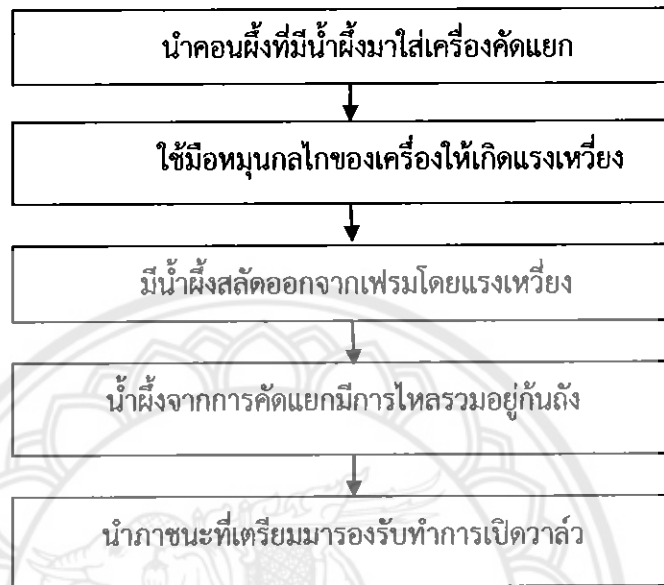 นำคอนผึ้งที่มีน้ำผึ้งมาใส่เครื่องคัดแยก
ใช้มือหมุนกลไกของเครื่องให้เกิดแรงเหวี่ยง
มีน้ำผึ้งสลัดออกจากเฟรมโดยแรงเหวี่ยง
น้ำผึ้งจากการคัดแยกมีการไหลรวมอยู่ก้นถัง
นำภาชนะที่เตรียมมารองรับทำการเปิดวาล์ว